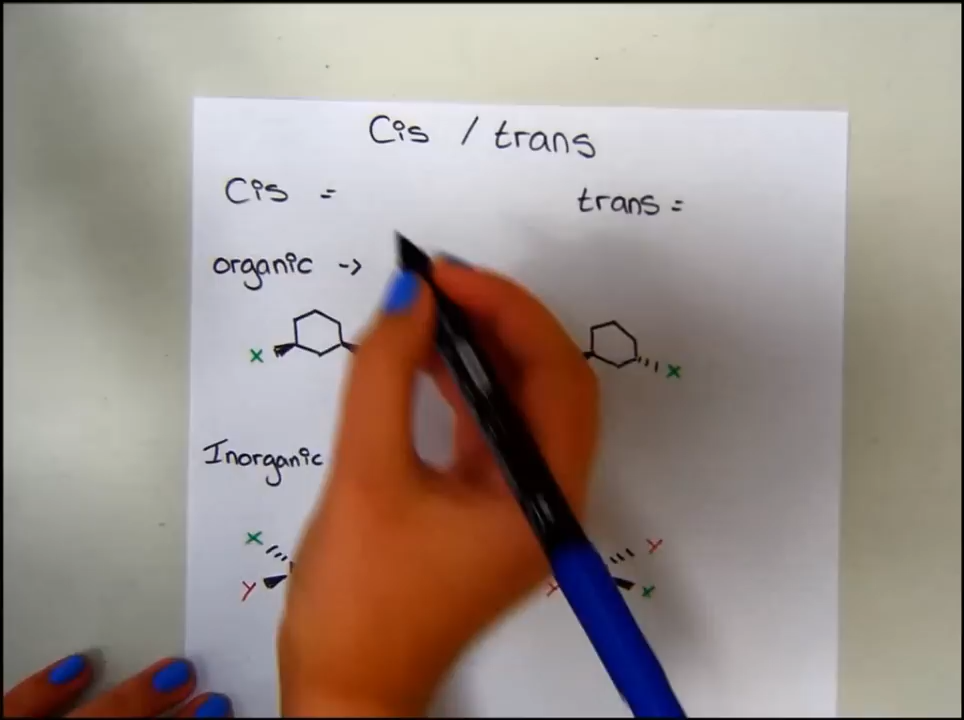 Cis / trans
Cis = trans =
organic ->
X X
Inorganic
X Y
Y Y X